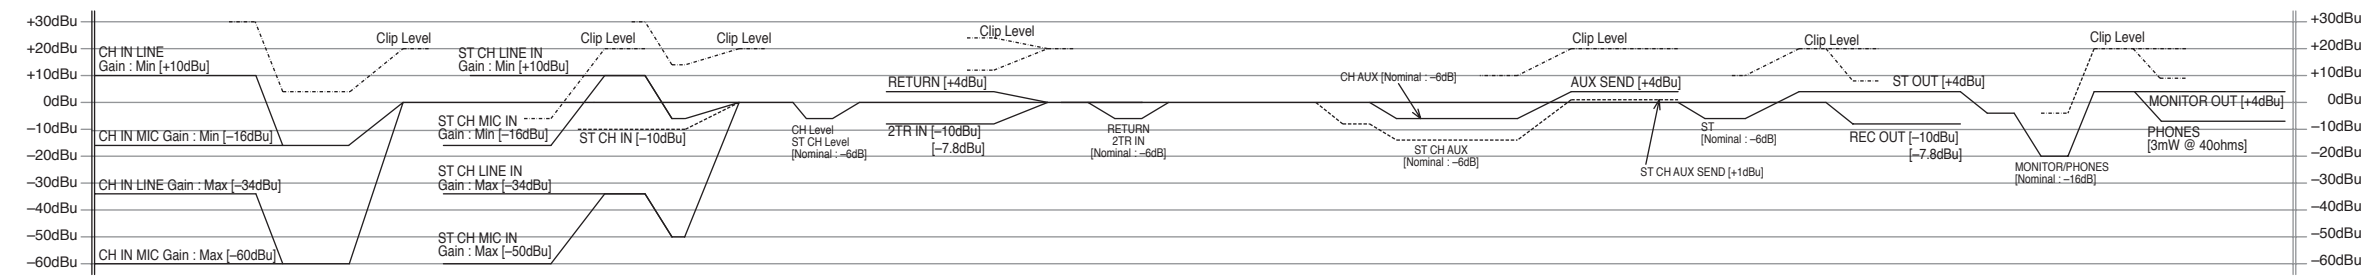 +30dBu
+20dBu
+10dBu
0dBu
–10dBu
–20dBu
–30dBu
–40dBu
–50dBu
–60dBu
CH IN LINE
Gain : Min [+10dBu]
CH IN MIC Gain : Min [–16dBu]
CH IN LINE Gain : Max [–34dBu]
CH IN MIC Gain : Max [–60dBu]
Clip Level
ST CH LINE IN
Gain : Min [+10dBu]
ST CH MIC IN
Gain : Min [–16dBu]
ST CH LINE IN
Gain : Max [–34dBu]
ST CH MIC IN
Gain : Max [–50dBu]
Clip Level
ST CH IN [–10dBu]
Clip Level
CH Level
ST CH Level
[Nominal : –6dB]
RETURN [+4dBu]
2TR IN [–10dBu]
[–7.8dBu]
Clip Level
RETURN
2TR IN
[Nominal : –6dB]
CH AUX [Nominal : –6dB]
ST CH AUX
[Nominal : –6dB]
Clip Level
AUX SEND [+4dBu]
ST CH AUX SEND [+1dBu]
ST
[Nominal : –6dB]
Clip Level
ST OUT [+4dBu]
REC OUT [–10dBu]
[–7.8dBu]
MONITOR/PHONES
[Nominal : –16dB]
Clip Level
MONITOR OUT [+4dBu]
PHONES
[3mW @ 40ohms]
+30dBu
+20dBu
+10dBu
0dBu
–10dBu
–20dBu
–30dBu
–40dBu
–50dBu
–60dBu